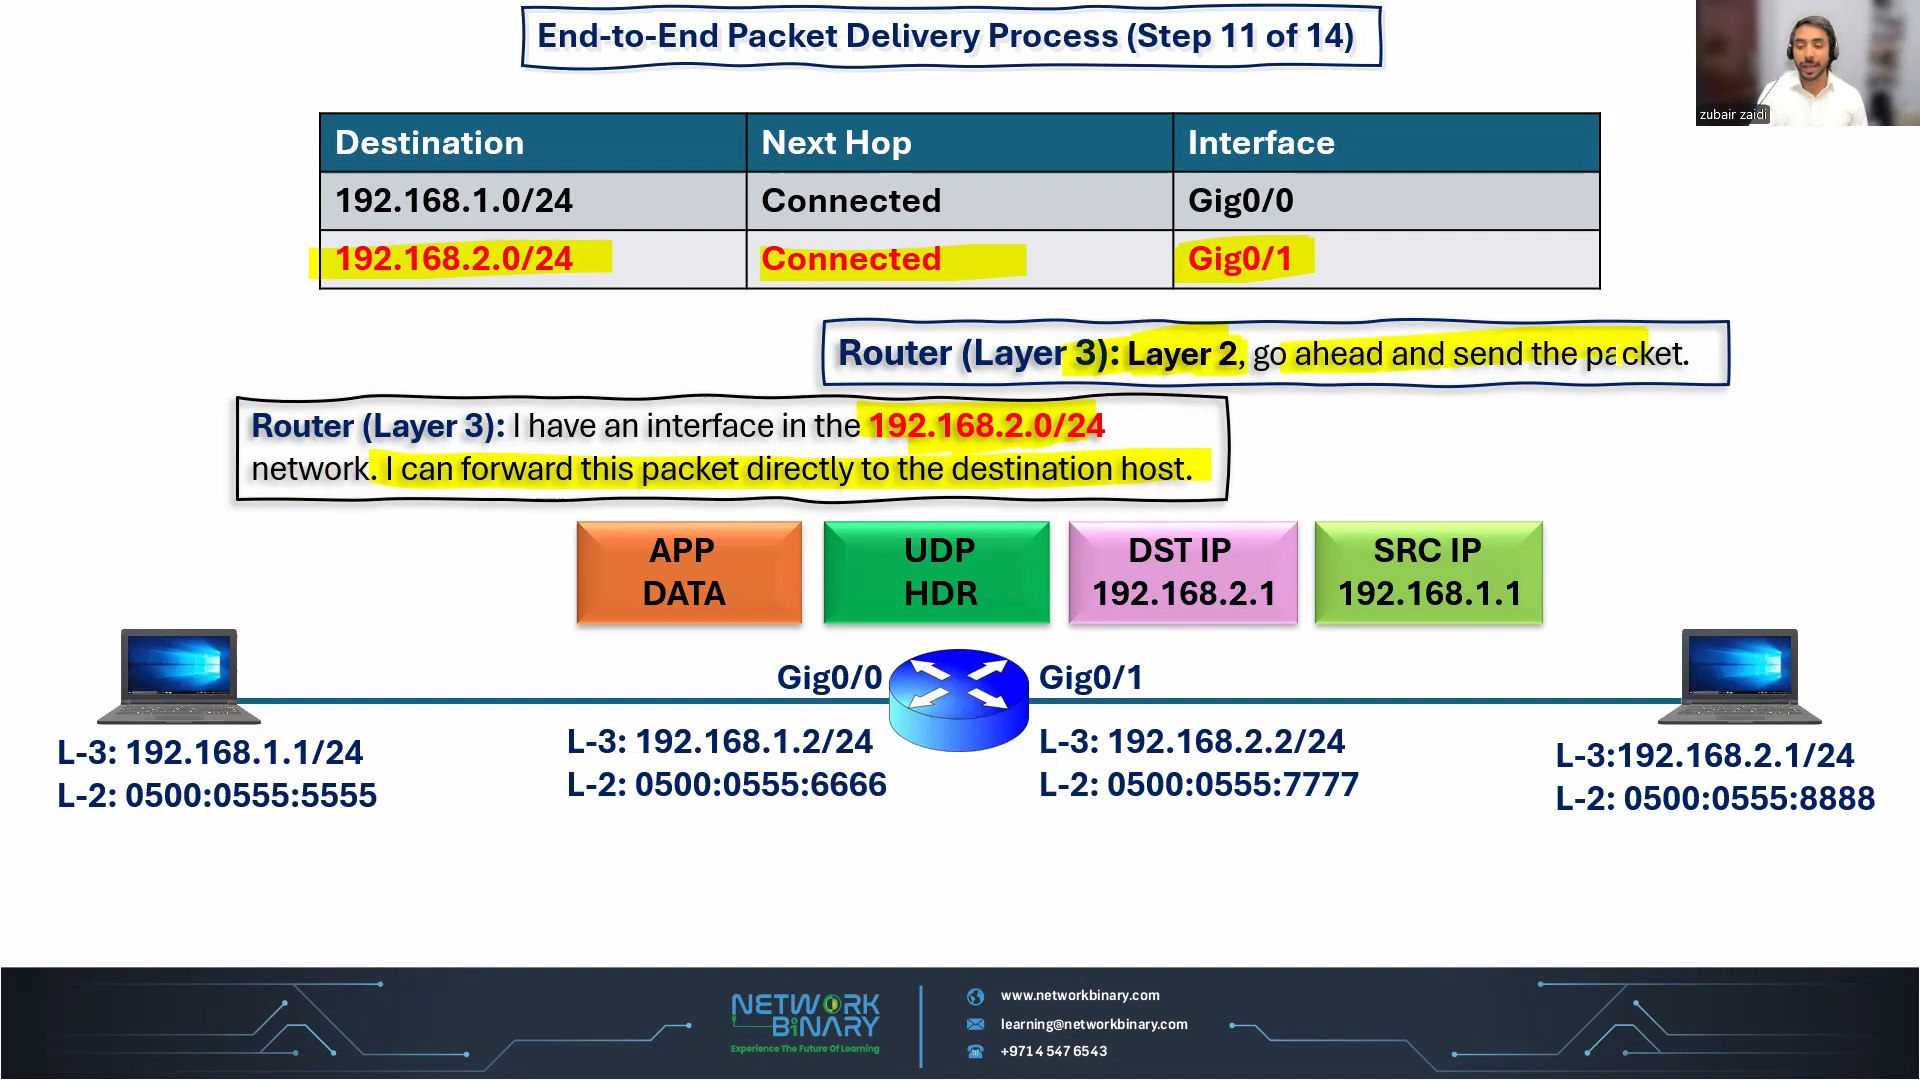 End-to-End Packet Delivery Process (Step 11 of 14)
zubair zaidi
Destination Next Hop Interface
192.168.1.0/24 Connected Gig0/0
192.168.2.0/24 Connected Gig0/1
Router (Layer 3): Layer 2, go ahead and send the packet.
Router (Layer 3): I have an interface in the 192.168.2.0/24
network. I can forward this packet directly to the destination host.
APP
DATA
UDP
HDR
DST IP
192.168.2.1
SRC IP
192.168.1.1
Gig0/0
Gig0/1
L-3: 192.168.1.1/24
L-2: 0500:0555:5555
L-3: 192.168.1.2/24
L-2: 0500:0555:6666
L-3: 192.168.2.2/24
L-2: 0500:0555:7777
L-3:192.168.2.1/24
L-2: 0500:0555:8888
NETWORK
BiNARY
Experience The Future Of Learning
www.networkbinary.com
learning@networkbinary.com
+971 4 547 6543